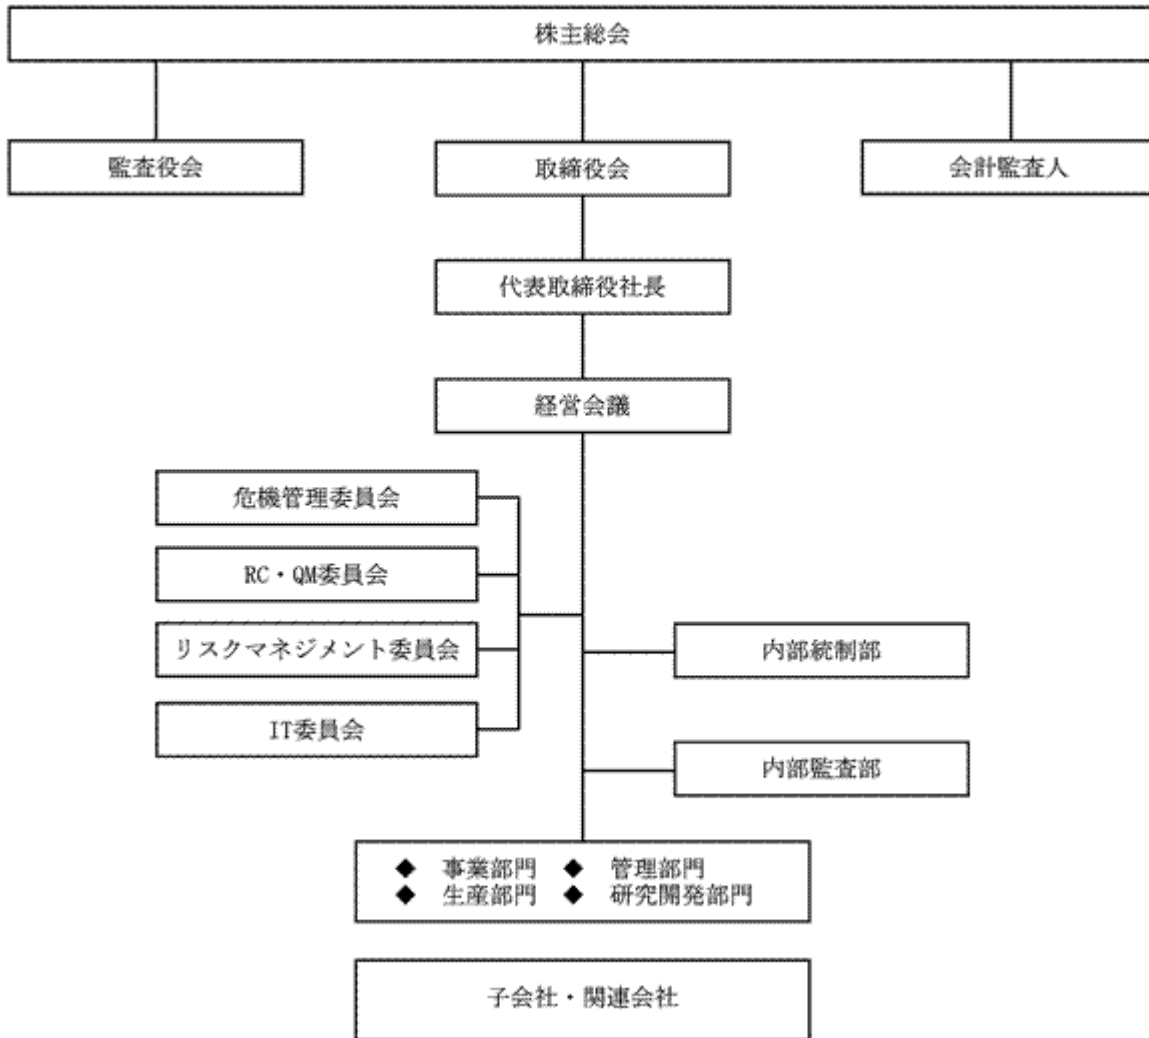 株主総会
監査役会
取締役会
会計監査人
代表取締役社長
経営会議
危機管理委員会
RC・QM委員会
リスクマネジメント委員会
内部統制部
IT委員会
内部監査部
◆ 事業部門 ◆ 管理部門
◆ 生産部門 ◆ 研究開発部門
子会社・関連会社